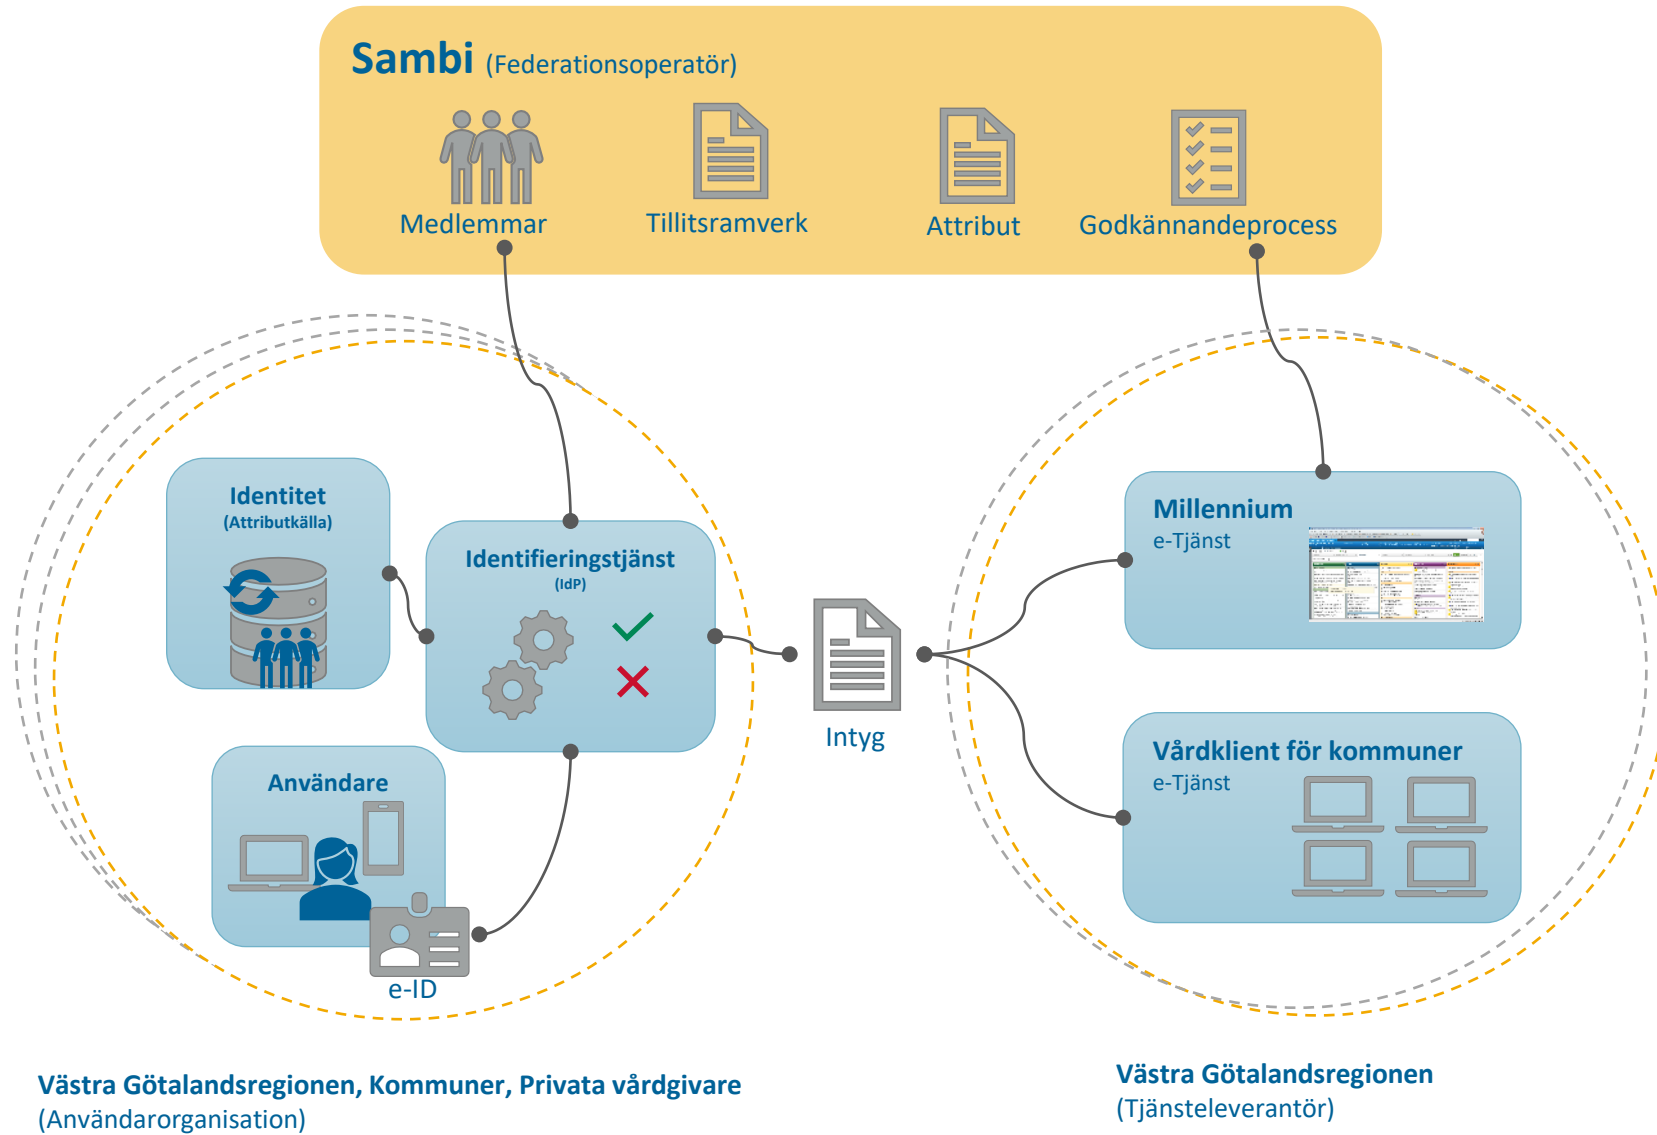 Sambi (Federationsoperatör)
Medlemmar
Tillitsramverk
Attribut
Godkännandeprocess
Identitet
(Attributkälla)
Identifieringstjänst
(IdP)
Användare
e-ID
Intyg
Millennium
e-Tjänst
Vårdklient för kommuner
e-Tjänst
Västra Götalandsregionen, Kommuner, Privata vårdgivare
(Användarorganisation)
Västra Götalandsregionen
(Tjänsteleverantör)